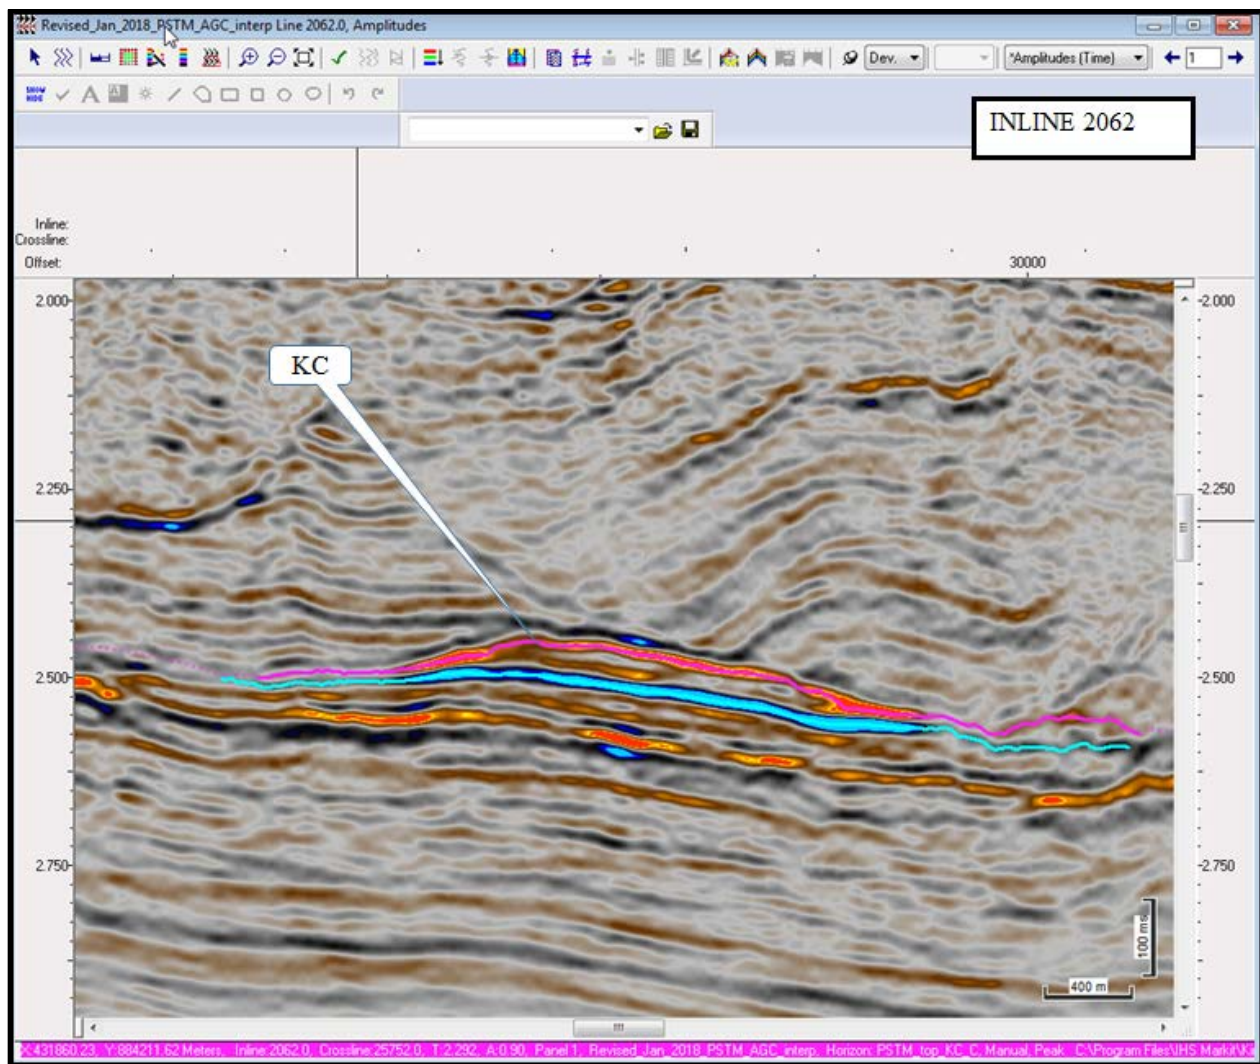 Revised_Jan_2018_PSTM_AGC_interp Line 2062.0, Amplitudes
Dev.
*Amplitudes (Time)
1
SHOW
HIDE
INLINE 2062
Inline:
Crossline:
Offset:
30000
2.000
2.000
KC
2.250
2.250
2.500
2.500
2.750
2.750
100 ms
400 m
X:431860.23, Y:884211.62 Meters, Inline:2062.0, Crossline:25752.0, T:2.292, A:0.90, Panel 1, Revised_Jan_2018_PSTM_AGC_interp, Horizon: PSTM_top_KC_C, Manual, Peak, C:\Program Files\IHS Markit\